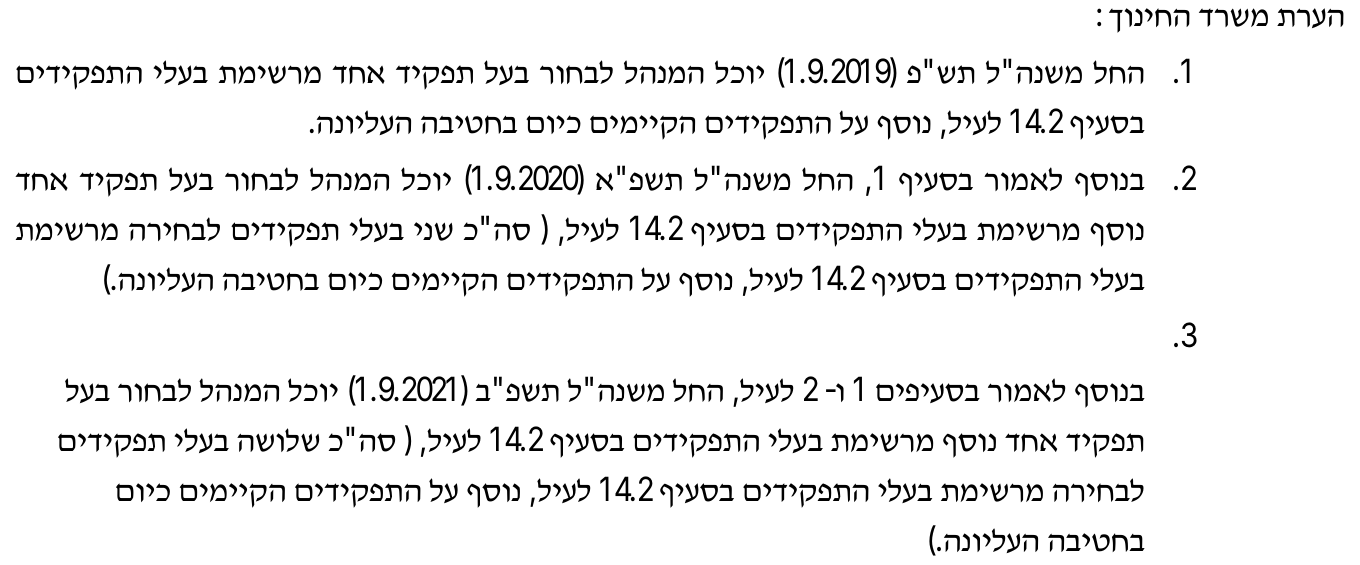 הערת משרד החינוך:
1. החל משנה"ל תש"פ (1.9.2019) יוכל המנהל לבחור בעל תפקיד אחד מרשימת בעלי התפקידים
בסעיף 14.2 לעיל, נוסף על התפקידים הקיימים כיום בחטיבה העליונה.
2. בנוסף לאמור בסעיף 1, החל משנה"ל תשפ"א (1.9.2020) יוכל המנהל לבחור בעל תפקיד אחד
נוסף מרשימת בעלי התפקידים בסעיף 14.2 לעיל, ( סה"כ שני בעלי תפקידים לבחירה מרשימת
בעלי התפקידים בסעיף 14.2 לעיל, נוסף על התפקידים הקיימים כיום בחטיבה העליונה.)
3.
בנוסף לאמור בסעיפים 1 ו- 2 לעיל, החל משנה"ל תשפ"ב (1.9.2021) יוכל המנהל לבחור בעל
תפקיד אחד נוסף מרשימת בעלי התפקידים בסעיף 14.2 לעיל, ( סה"כ שלושה בעלי תפקידים
לבחירה מרשימת בעלי התפקידים בסעיף 14.2 לעיל, נוסף על התפקידים הקיימים כיום
בחטיבה העליונה.)